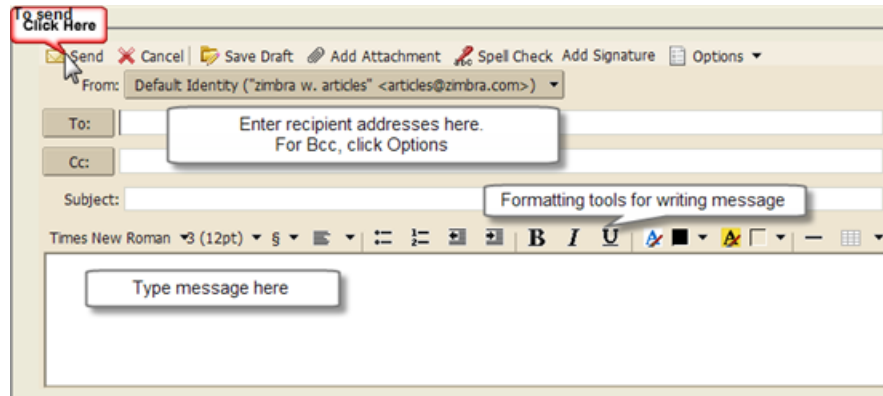 To send
Click Here
Send Cancel Save Draft Add Attachment Spell Check Add Signature Options
From: Default Identity ("zimbra w. articles" <articles@zimbra.com>)
To:
Enter recipient addresses here.
For Bcc, click Options
Cc:
Subject:
Formatting tools for writing message
Times New Roman 3 (12pt) § B I U
Type message here